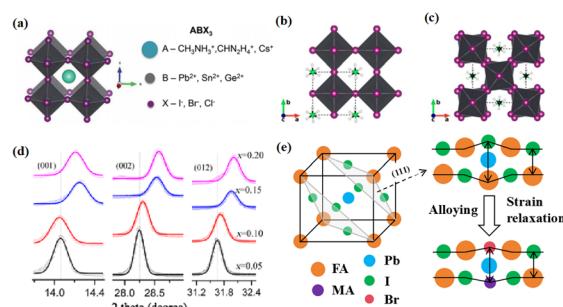 (a)
ABX₃
A – CH₃NH₃⁺,CHN₂H₄⁺, Cs⁺
B – Pb²⁺, Sn²⁺, Ge²⁺
X – I⁻, Br⁻, Cl⁻
(b)
b
c
a
(c)
b
c
a
(d)
(001)
(002)
(012)
x=0.20
x=0.15
x=0.10
x=0.05
14.0
14.4
28.0
28.5
31.2
31.8
32.4
2 theta (degree)
(e)
(111)
Alloying
Strain
relaxation
FA
MA
Pb
I
Br